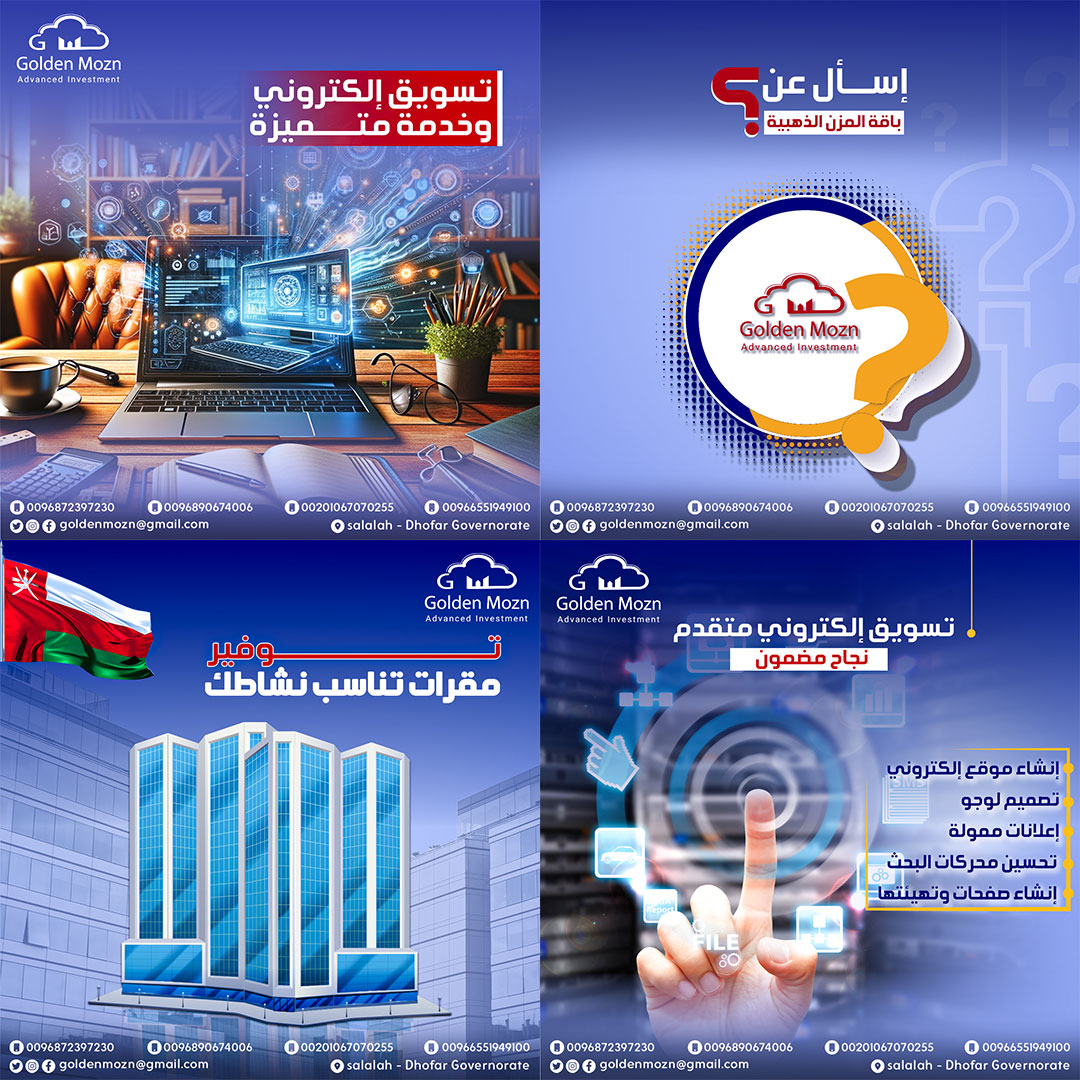 Golden Mozn
Advanced Investment
تسويق إلكتروني
وخدمة متـــميزة
0096872397230 0096890674006 00201067070255 00966551949100
goldenmozn@gmail.com salalah - Dhofar Governorate
إســأل عن؟
باقة المزن الذهبية
G
Golden Mozn
Advanced Investment
?
0096872397230 0096890674006 00201067070255 00966551949100
goldenmozn@gmail.com salalah - Dhofar Governorate
Golden Mozn
Advanced Investment
تـــــــوفير
مقرات تناسب نشاطك
0096872397230 0096890674006 00201067070255 00966551949100
goldenmozn@gmail.com salalah - Dhofar Governorate
Golden Mozn
Advanced Investment
تسويق إلكتروني متقدم
نجاح مضمون
إنشاء موقع إلكتروني
SMS
تصميم لوجو
إعلانات ممولة
تحسين محركات البحث
إنشاء صفحات وتهيئتها
Report
FILE
0096872397230 0096890674006 00201067070255 00966551949100
goldenmozn@gmail.com salalah - Dhofar Governorate